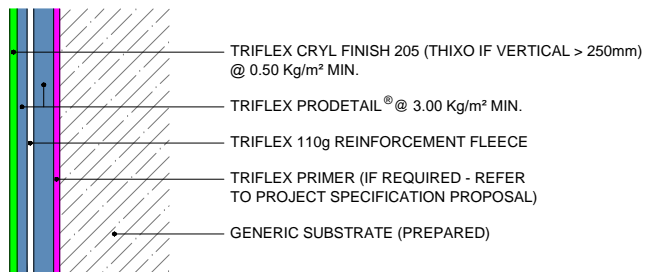 TRIFLEX CRYL FINISH 205 (THIXO IF VERTICAL > 250mm)
@ 0.50 Kg/m² MIN.
TRIFLEX PRODETAIL® @ 3.00 Kg/m² MIN.
TRIFLEX 110g REINFORCEMENT FLEECE
TRIFLEX PRIMER (IF REQUIRED - REFER
TO PROJECT SPECIFICATION PROPOSAL)
GENERIC SUBSTRATE (PREPARED)